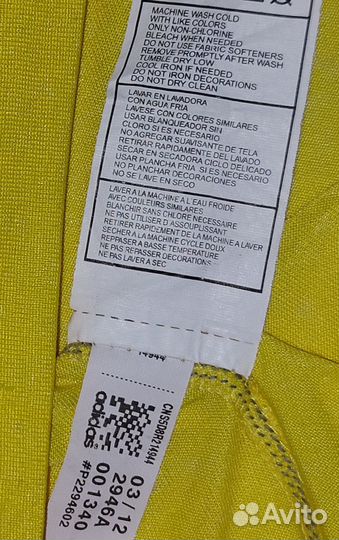 MACHINE WASH COLD
WITH LIKE COLORS
ONLY NON-CHLORINE
BLEACH WHEN NEEDED
DO NOT USE FABRIC SOFTENERS
REMOVE PROMPTLY AFTER WASH
TUMBLE DRY LOW
COOL IRON IF NEEDED
DO NOT IRON DECORATIONS
DO NOT DRY CLEAN
LAVAR EN LAVADORA
CON AGUA FRIA
LAVESE CON COLORES SIMILARES
USAR BLANQUEADOR SIN
CLORO SI ES NECESARIO
NO AGREGAR SUAVISANTE DE TELA
RETIRAR RAPIDAMENTE DEL LAVADO
SECAR EN SECADORA CICLO DELICADO
USAR PLANCHA FRIA SI ES NECESARIO
NO PLANCHAR DECORACIONES
NO SE LAVE EN SECO
LAVER A LA MACHINE A L EAU FROIDE
AVEC COULEURS SIMILAIRES
BLANCHIR SANS CHLORE NECESSAIRE
NE PAS UTILISER D'ASSOUPLISSANT
RETIRER RAPIDEMENT DE LA MACHINE A LAVER
SECHER A LA MACHINE CYCLE DOUX
REPASSER A BASSE TEMPERATURE
NE PAS REPASSER DECORATIONS
NE PAS LAVER A SEC
14944
CNS5D8R214944
adidas
03/12
2946A
001340
#P2294602
Avito